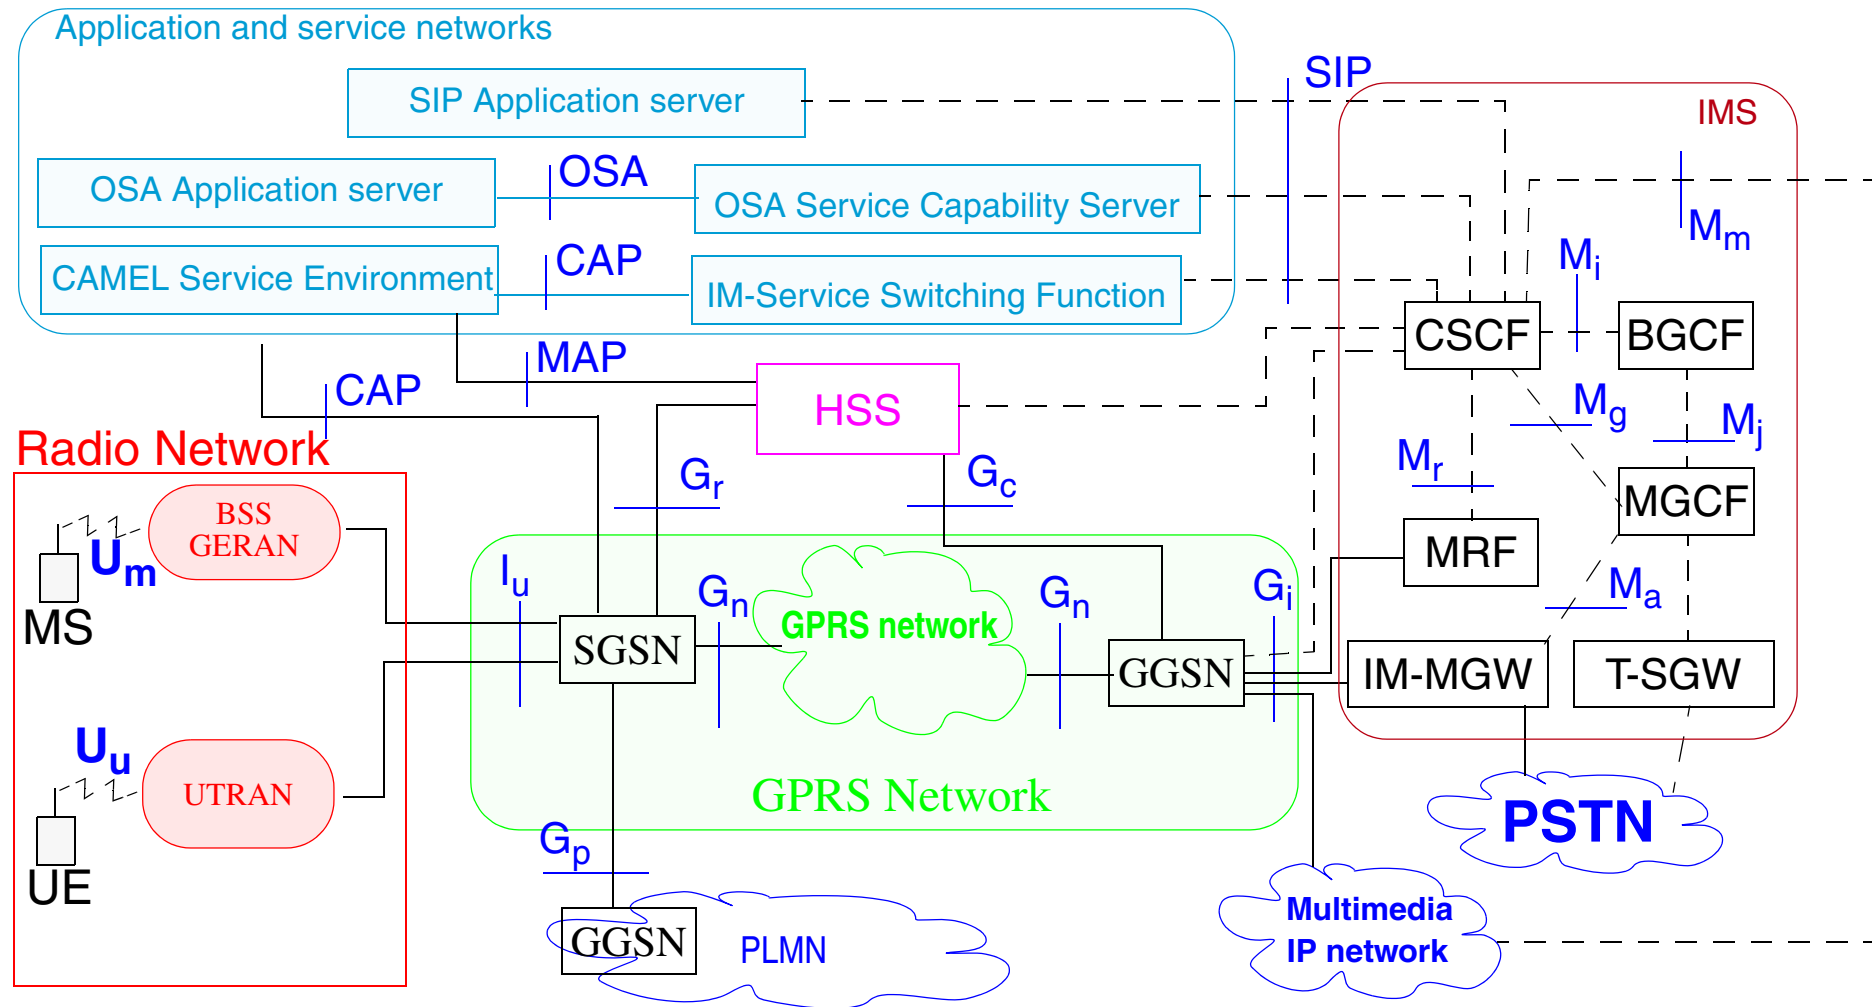 Application and service networks
SIP
SIP Application server
IMS
OSA
OSA Application server
OSA Service Capability Server
Mm
CAP
Mi
CAMEL Service Environment
IM-Service Switching Function
CSCF
BGCF
MAP
CAP
HSS
Mg
Mj
Radio Network
Gr
Gc
Mr
MGCF
BSS
GERAN
Um
MS
MRF
Iu
Gn
GPRS network
Gn
Gi
Ma
SGSN
GGSN
IM-MGW
T-SGW
Uu
UTRAN
UE
GPRS Network
PSTN
Gp
GGSN
PLMN
Multimedia
IP network